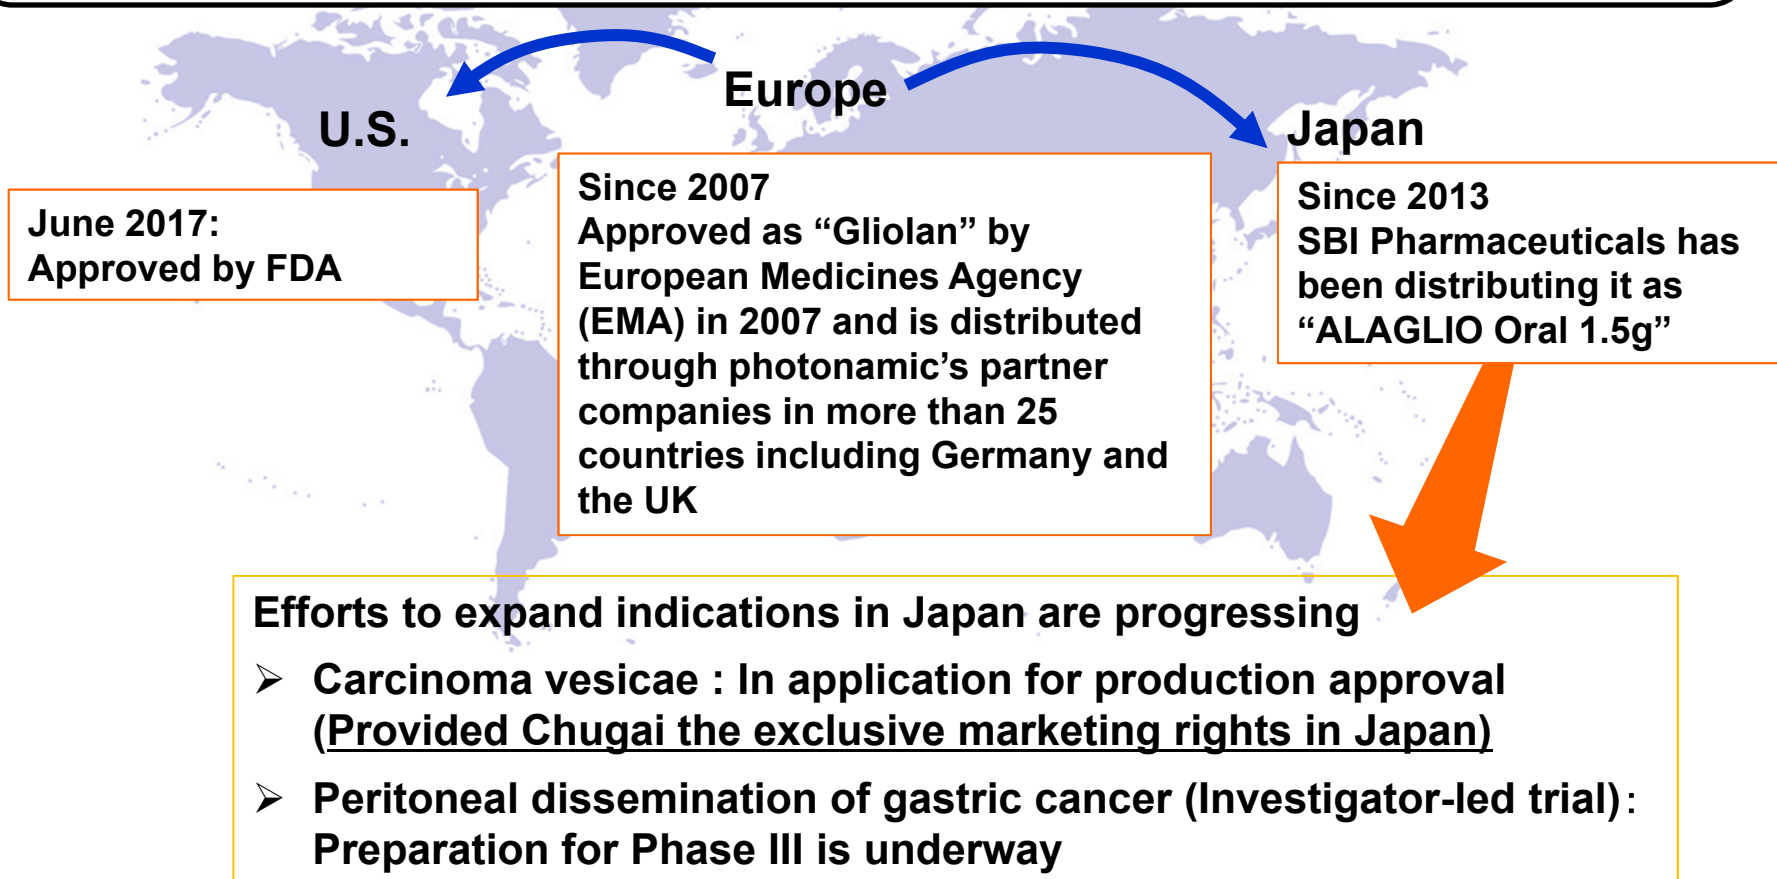 Europe
U.S.
Japan
June 2017:
Approved by FDA
Since 2007
Approved as “Gliolan” by
European Medicines Agency
(EMA) in 2007 and is distributed
through photonamic’s partner
companies in more than 25
countries including Germany and
the UK
Since 2013
SBI Pharmaceuticals has
been distributing it as
“ALAGLIO Oral 1.5g”
Efforts to expand indications in Japan are progressing
➢ Carcinoma vesicae : In application for production approval
(Provided Chugai the exclusive marketing rights in Japan)
➢ Peritoneal dissemination of gastric cancer (Investigator-led trial):
Preparation for Phase III is underway